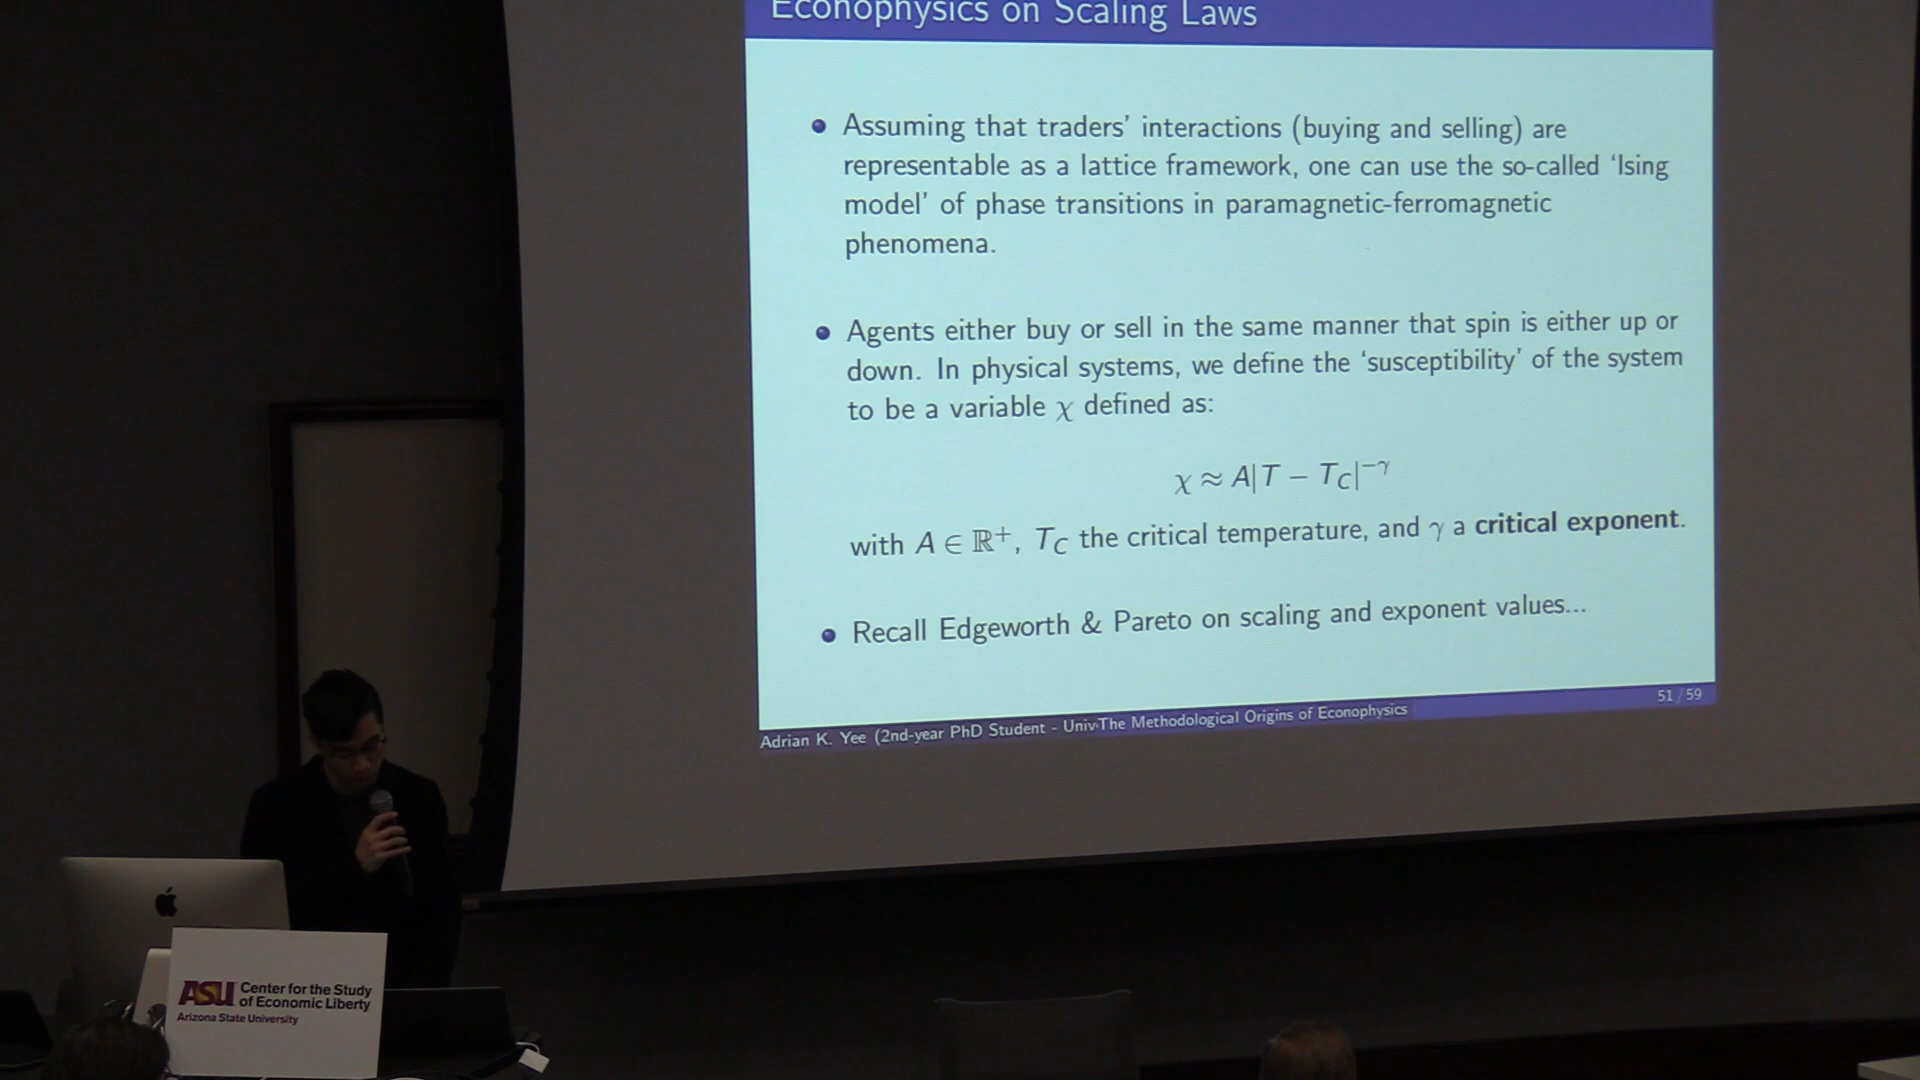 Econophysics on Scaling Laws
Assuming that traders' interactions (buying and selling) are
representable as a lattice framework, one can use the so-called 'Ising
model' of phase transitions in paramagnetic-ferromagnetic
phenomena.
Agents either buy or sell in the same manner that spin is either up or
down. In physical systems, we define the 'susceptibility' of the system
to be a variable χ defined as:
χ ≈ A|T − T_C|^{−γ}
with A ∈ ℝ⁺, T_C the critical temperature, and γ a critical exponent.
Recall Edgeworth & Pareto on scaling and exponent values...
51 / 59
Adrian K. Yee (2nd-year PhD Student - Univ The Methodological Origins of Econophysics
ASU Center for the Study
of Economic Liberty
Arizona State University